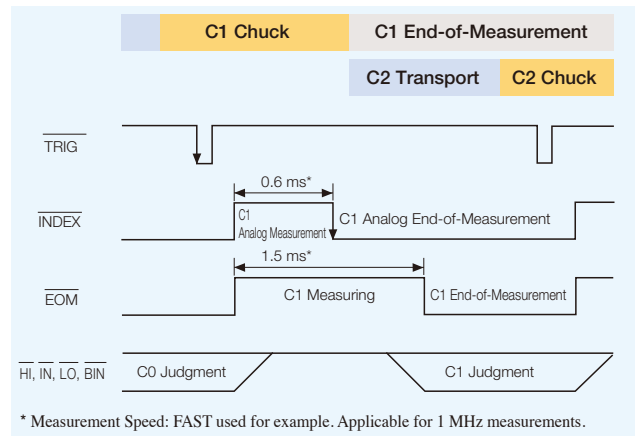 C1 Chuck C1 End-of-Measurement
C2 Transport C2 Chuck
TRIG
0.6 ms*
INDEX
C1
Analog Measurement
C1 Analog End-of-Measurement
1.5 ms*
EOM
C1 Measuring
C1 End-of-Measurement
HI, IN, LO, BIN
C0 Judgment
C1 Judgment
* Measurement Speed: FAST used for example. Applicable for 1 MHz measurements.